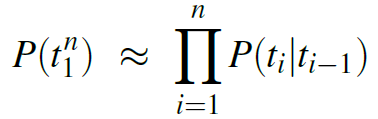 P(t_1^n) ≈ ∏_{i=1}^{n} P(t_i|t_{i−1})